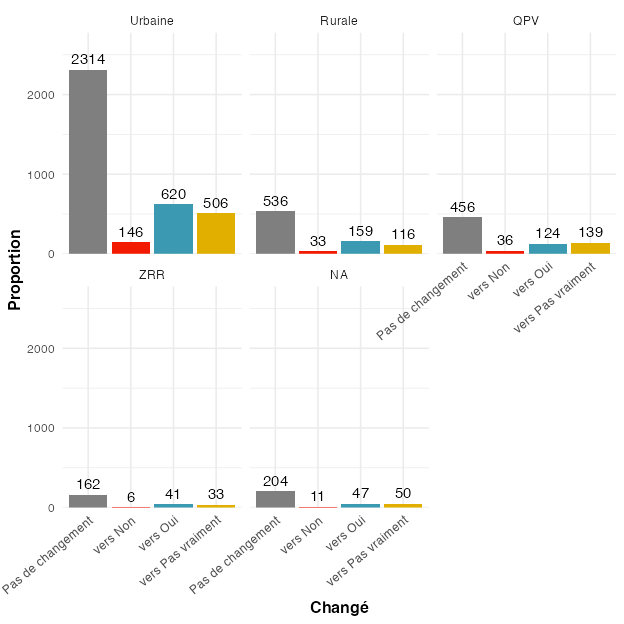 Urbaine Rurale QPV
2314
2000
1000
0
146
620
506
536
33
159
116
456
36
124
139
Pas de changement
vers Non
vers Oui
vers Pas vraiment
Proportion
ZRR NA
2000
1000
0
162
6
41
33
204
11
47
50
Pas de changement
vers Non
vers Oui
vers Pas vraiment
Pas de changement
vers Non
vers Oui
vers Pas vraiment
Changé